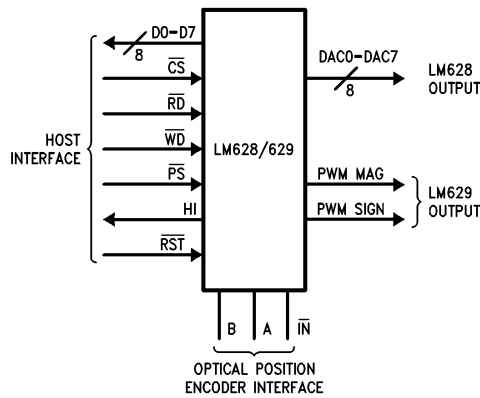 D0-D7
8
CS
RD
WD
PS
HI
RST
HOST
INTERFACE
LM628/629
DAC0-DAC7
8
LM628
OUTPUT
PWM MAG
PWM SIGN
LM629
OUTPUT
B A IN
OPTICAL POSITION
ENCODER INTERFACE